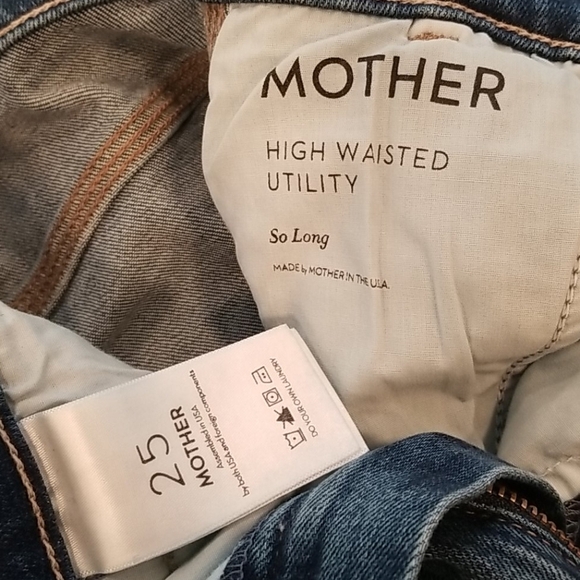 MOTHER
HIGH WAISTED
UTILITY
So Long
MADE by MOTHER IN THE U.S.A.
25
MOTHER
Assembled in USA
by both USA and foreign components
DO YOUR OWN LAUNDRY